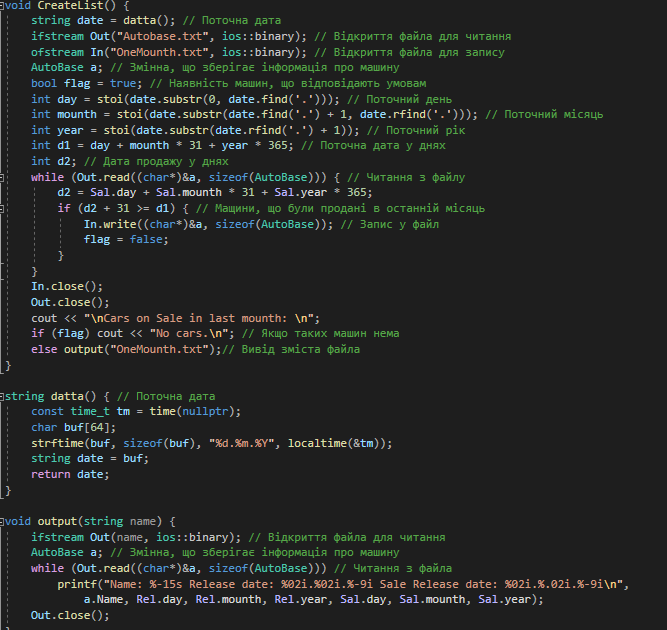 void CreateList() {
string date = datta(); // Поточна дата
ifstream Out("Autobase.txt", ios::binary); // Відкриття файла для читання
ofstream In("OneMounth.txt", ios::binary); // Відкриття файла для запису
AutoBase a; // Змінна, що зберігає інформація про машину
bool flag = true; // Наявність машин, що відповідають умовам
int day = stoi(date.substr(0, date.find('.'))); // Поточний день
int mounth = stoi(date.substr(date.find('.') + 1, date.rfind('.'))); // Поточний місяць
int year = stoi(date.substr(date.rfind('.') + 1)); // Поточний рік
int d1 = day + mounth * 31 + year * 365; // Поточна дата у днях
int d2; // Дата продажу у днях
while (Out.read((char*)&a, sizeof(AutoBase))) { // Читання з файлу
d2 = Sal.day + Sal.mounth * 31 + Sal.year * 365;
if (d2 + 31 >= d1) { // Мащини, що були продані в останній місяць
In.write((char*)&a, sizeof(AutoBase)); // Запис у файл
flag = false;
}
}
In.close();
Out.close();
cout << "\nCars on Sale in last mounth: \n";
if (flag) cout << "No cars.\n"; // Якщо таких машин нема
else output("OneMounth.txt");// Вивід зміста файла
}
string datta() { // Поточна дата
const time_t tm = time(nullptr);
char buf[64];
strftime(buf, sizeof(buf), "%d.%m.%Y", localtime(&tm));
string date = buf;
return date;
}
void output(string name) {
ifstream Out(name, ios::binary); // Відкриття файла для читання
AutoBase a; // Змінна, що зберігає інформація про машину
while (Out.read((char*)&a, sizeof(AutoBase))) // Читання з файла
printf("Name: %-15s Release date: %02i.%02i.%-9i Sale Release date: %02i.%.02i.%-9i\n",
a.Name, Rel.day, Rel.mounth, Rel.year, Sal.day, Sal.mounth, Sal.year);
Out.close();
}